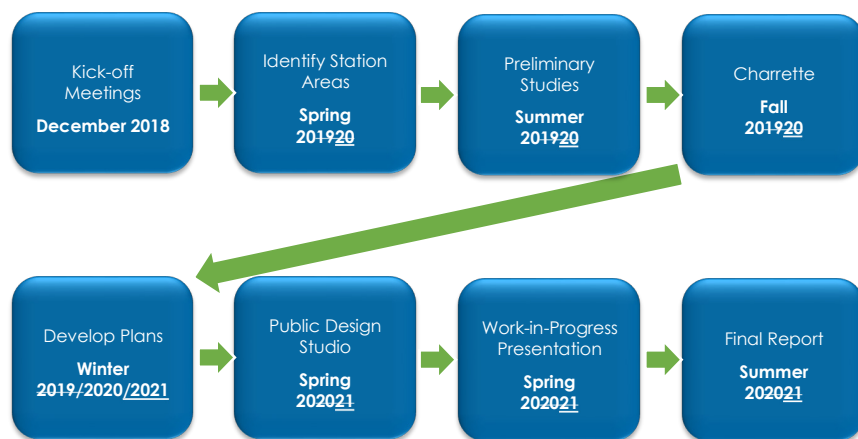 Kick-off
Meetings
December 2018
Identify Station
Areas
Spring
201920
Preliminary
Studies
Summer
201920
Charrette
Fall
201920
Develop Plans
Winter
2019/2020/2021
Public Design
Studio
Spring
202021
Work-in-Progress
Presentation
Spring
202021
Final Report
Summer
202021